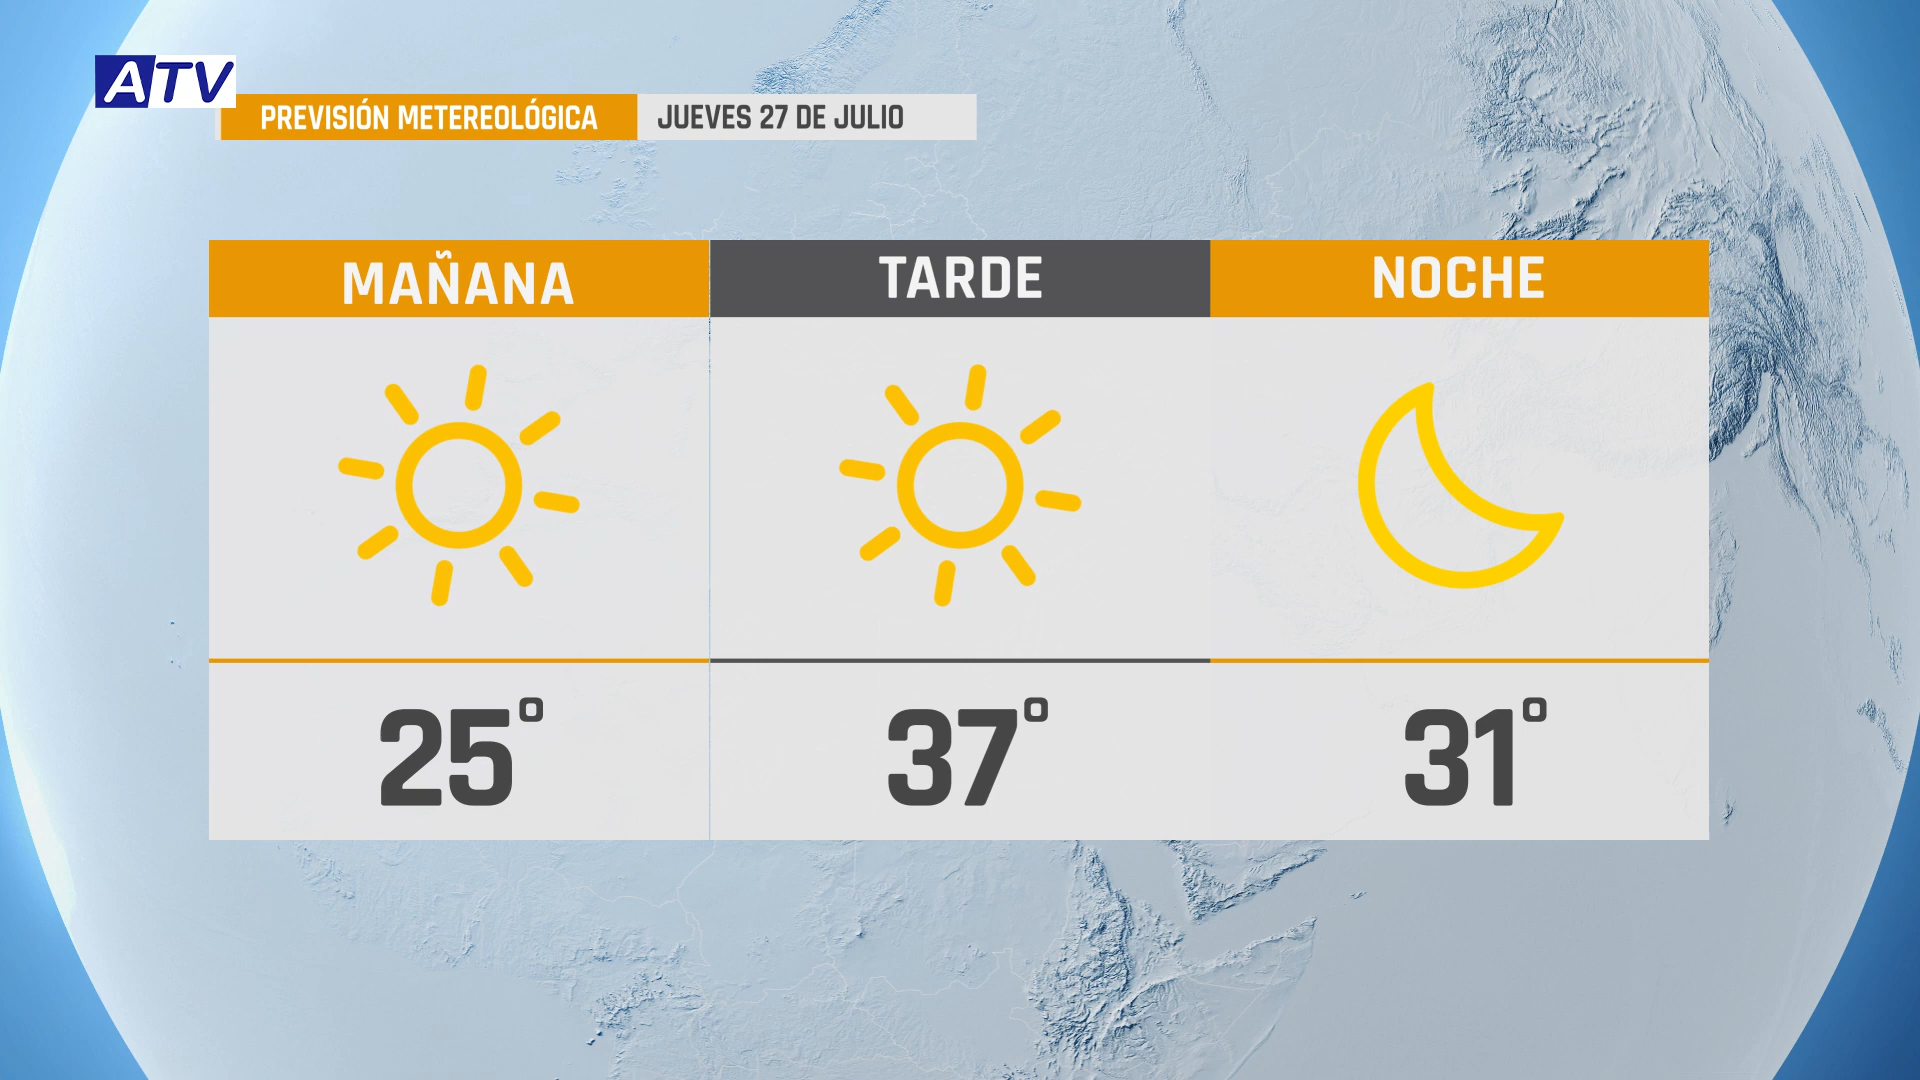 ATV
PREVISIÓN METEREOLÓGICA
JUEVES 27 DE JULIO
MAÑANA
TARDE
NOCHE
25°
37°
31°